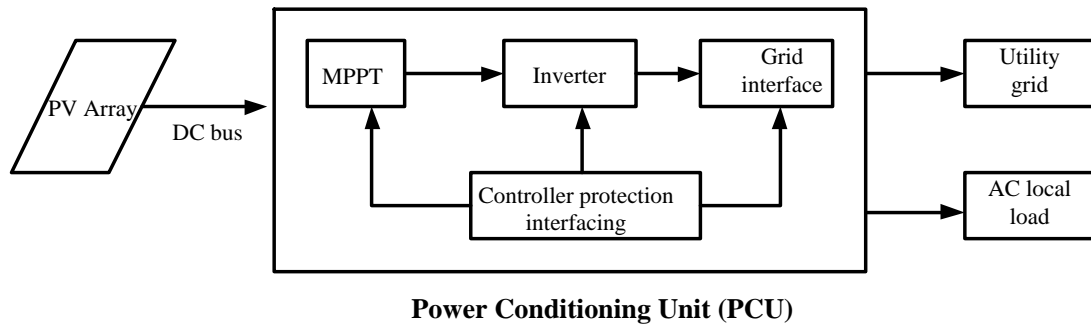 PV Array
DC bus
MPPT
Inverter
Grid
interface
Controller protection
interfacing
Utility
grid
AC local
load
Power Conditioning Unit (PCU)